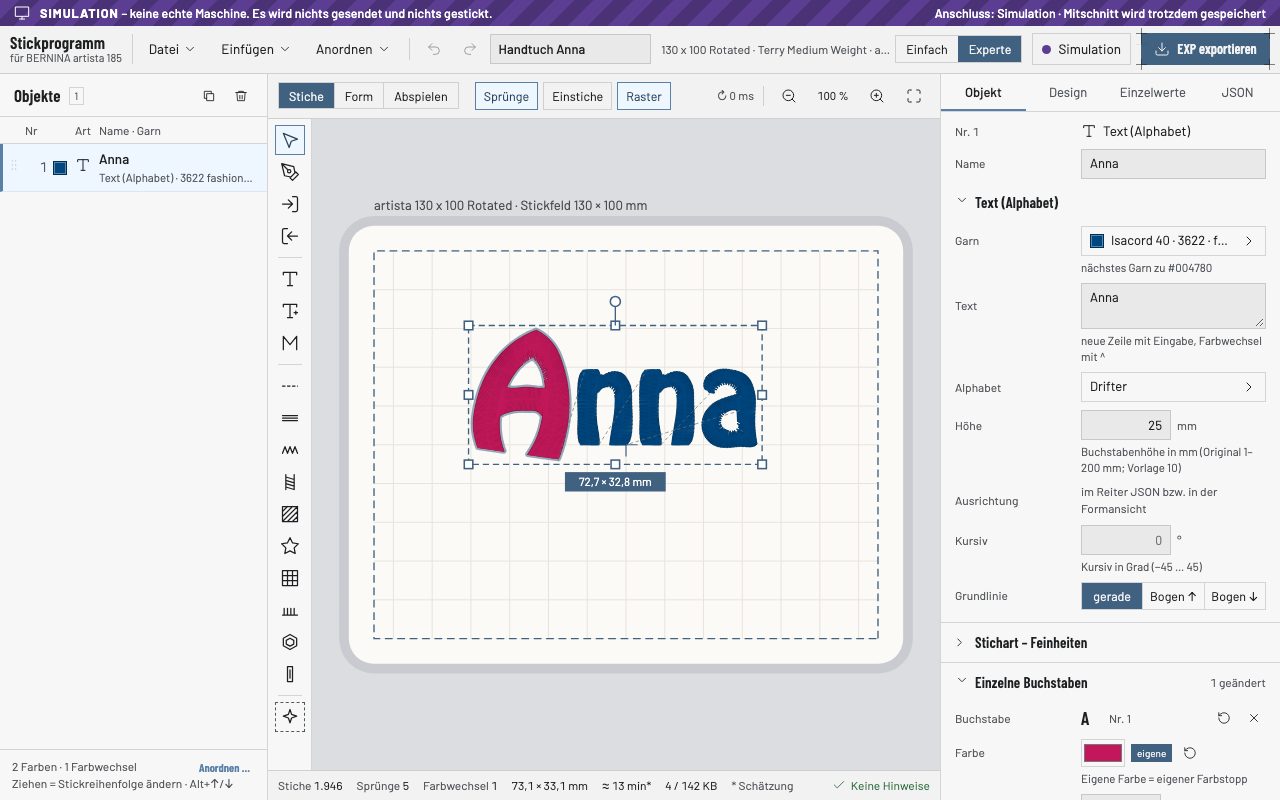 SIMULATION – keine echte Maschine. Es wird nichts gesendet und nichts gestickt.
Anschluss: Simulation · Mitschnitt wird trotzdem gespeichert
Stickprogramm
für BERNINA artista 185
Datei
Einfügen
Anordnen
Handtuch Anna
130 x 100 Rotated · Terry Medium Weight · a…
Einfach
Experte
Simulation
EXP exportieren
Objekte
1
Nr
Art
Name · Garn
1
T
Anna
Text (Alphabet) · 3622 fashion…
2 Farben · 1 Farbwechsel
Anordnen …
Ziehen = Stickreihenfolge ändern · Alt+↑/↓
Stiche
Form
Abspielen
Sprünge
Einstiche
Raster
↻ 0 ms
100 %
artista 130 x 100 Rotated · Stickfeld 130 × 100 mm
Anna
72,7 × 32,8 mm
Stiche 1.946
Sprünge 5
Farbwechsel 1
73,1 × 33,1 mm
≈ 13 min*
4 / 142 KB
* Schätzung
Keine Hinweise
Objekt
Design
Einzelwerte
JSON
Nr. 1
T Text (Alphabet)
Name
Anna
Text (Alphabet)
Garn
Isacord 40 · 3622 · f…
nächstes Garn zu #004780
Text
Anna
neue Zeile mit Eingabe, Farbwechsel
mit ^
Alphabet
Drifter
Höhe
25
mm
Buchstabenhöhe in mm (Original 1–
200 mm; Vorlage 10)
Ausrichtung
im Reiter JSON bzw. in der
Formansicht
Kursiv
0
°
Kursiv in Grad (−45 … 45)
Grundlinie
gerade
Bogen ↑
Bogen ↓
Stichart – Feinheiten
Einzelne Buchstaben
1 geändert
Buchstabe
A
Nr. 1
Farbe
eigene
Eigene Farbe = eigener Farbstopp